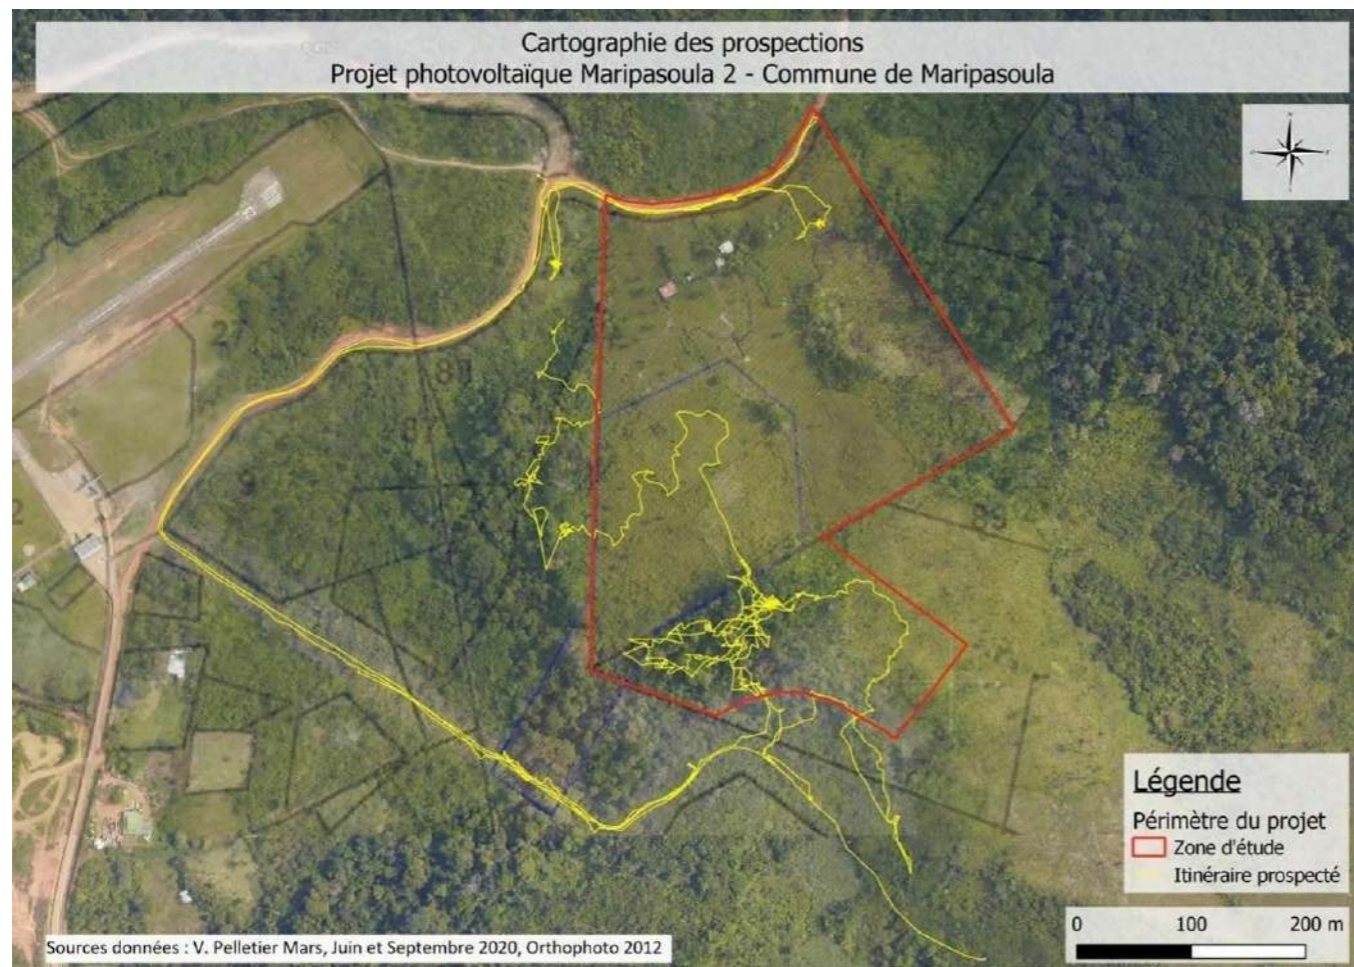 Cartographie des prospections
Projet photovoltaïque Maripasoula 2 - Commune de Maripasoula
Légende
Périmètre du projet
Zone d'étude
Itinéraire prospecté
0 100 200 m
Sources données : V. Pelletier Mars, Juin et Septembre 2020, Orthophoto 2012